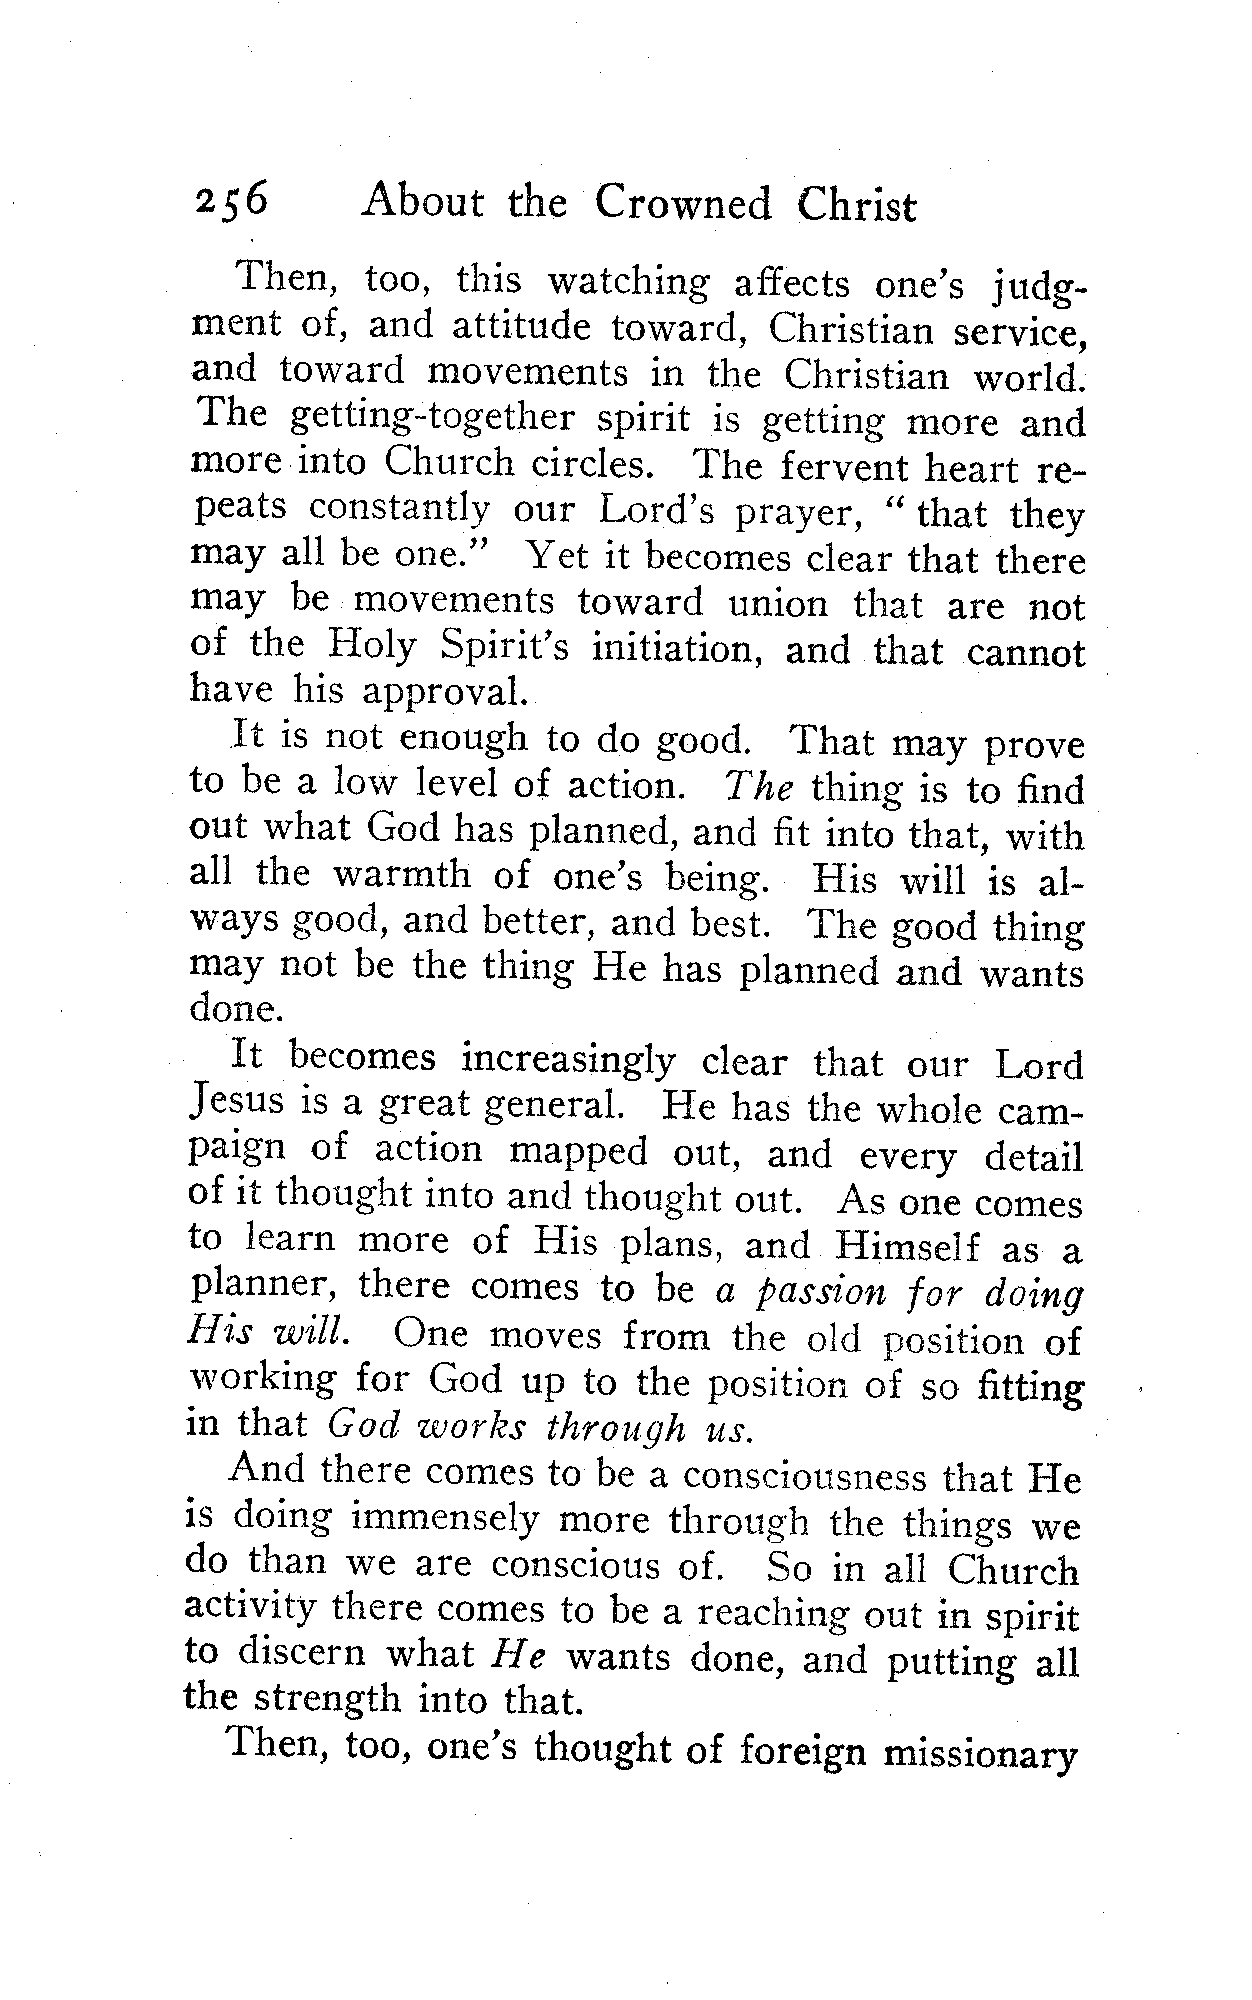 256 About the Crowned Christ
Then, too, this watching affects one's judg-
ment of, and attitude toward, Christian service,
and toward movements in the Christian world.
The getting-together spirit is getting more and
more into Church circles. The fervent heart re-
peats constantly our Lord's prayer, “ that they
may all be one.” Yet it becomes clear that there
may be movements toward union that are not
of the Holy Spirit's initiation, and that cannot
have his approval.
It is not enough to do good. That may prove
to be a low level of action. The thing is to find
out what God has planned, and fit into that, with
all the warmth of one's being. His will is al-
ways good, and better, and best. The good thing
may not be the thing He has planned and wants
done.
It becomes increasingly clear that our Lord
Jesus is a great general. He has the whole cam-
paign of action mapped out, and every detail
of it thought into and thought out. As one comes
to learn more of His plans, and Himself as a
planner, there comes to be a passion for doing
His will. One moves from the old position of
working for God up to the position of so fitting
in that God works through us.
And there comes to be a consciousness that He
is doing immensely more through the things we
do than we are conscious of. So in all Church
activity there comes to be a reaching out in spirit
to discern what He wants done, and putting all
the strength into that.
Then, too, one's thought of foreign missionary